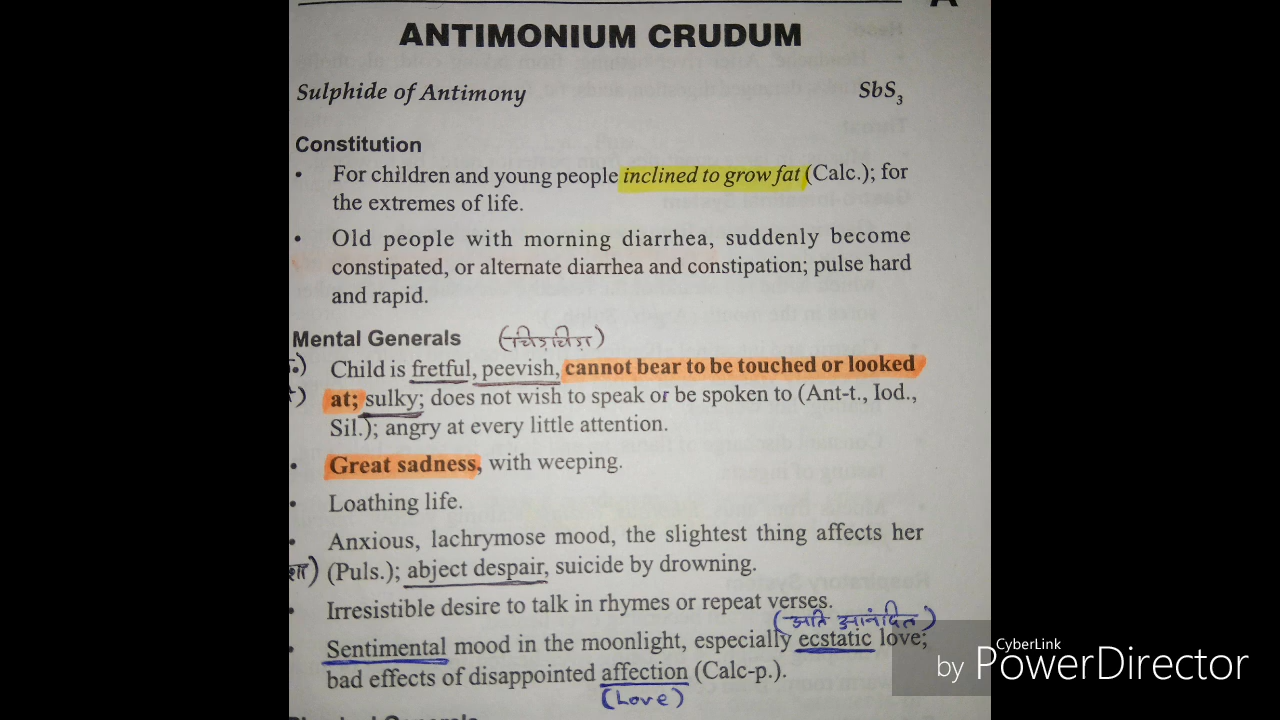 ANTIMONIUM CRUDUM
Sulphide of Antimony SbS₃
Constitution
• For children and young people inclined to grow fat (Calc.); for
the extremes of life.
• Old people with morning diarrhea, suddenly become
constipated, or alternate diarrhea and constipation; pulse hard
and rapid.
Mental Generals (चिड़चिड़ा)
Child is fretful, peevish, cannot bear to be touched or looked
at; sulky; does not wish to speak or be spoken to (Ant-t., Iod.,
Sil.); angry at every little attention.
• Great sadness, with weeping.
• Loathing life.
• Anxious, lachrymose mood, the slightest thing affects her
(Puls.); abject despair, suicide by drowning.
• Irresistible desire to talk in rhymes or repeat verses.
(अति आनंदित)
• Sentimental mood in the moonlight, especially ecstatic love;
bad effects of disappointed affection (Calc-p.).
(Love)
CyberLink
by PowerDirector